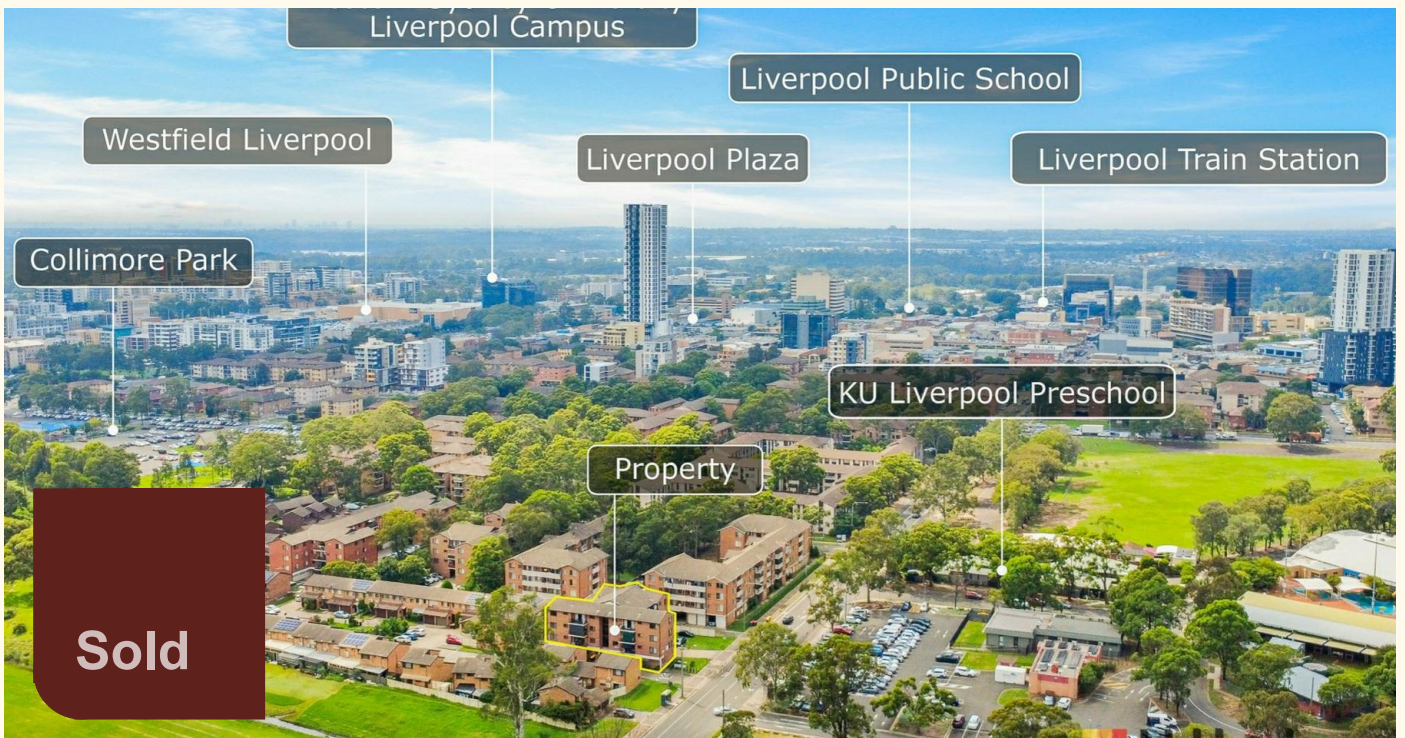 Liverpool Campus
Liverpool Public School
Westfield Liverpool
Liverpool Plaza
Liverpool Train Station
Collimore Park
KU Liverpool Preschool
Property
Sold